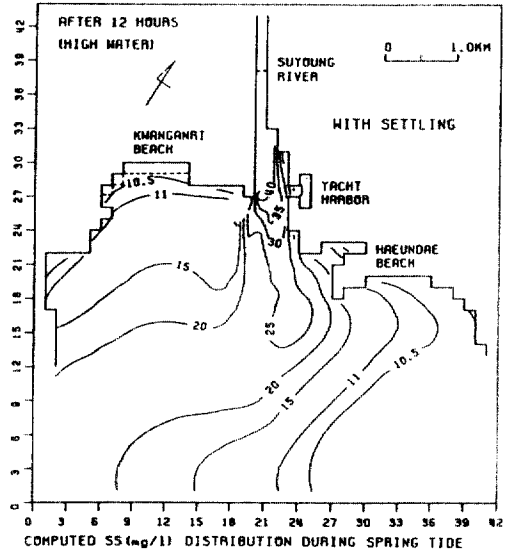 AFTER 12 HOURS
(HIGH WATER)
SUYOUNG
RIVER
0 1.0KM
WITH SETTLING
KWANGANRI
BEACH
YACHT
HARBOR
HAEUNDAE
BEACH
10.5
11
15
20
40
35
30
25
20
15
11
10.5
42
39
36
33
30
27
24
21
18
15
12
9
6
3
0
0 3 6 9 12 15 18 21 24 27 30 33 36 39 42
COMPUTED SS(mg/l) DISTRIBUTION DURING SPRING TIDE